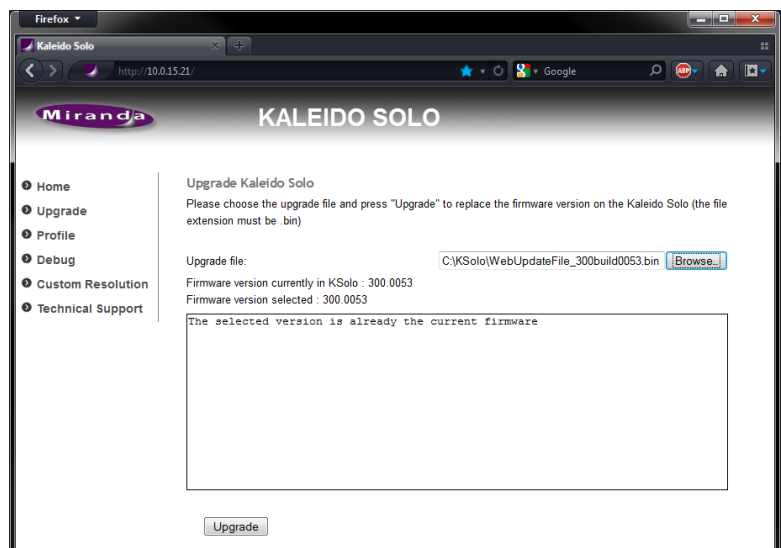 Firefox
Kaleido Solo
http://10.0.15.21/
Google
ABP
Miranda
KALEIDO SOLO
Home
Upgrade
Profile
Debug
Custom Resolution
Technical Support
Upgrade Kaleido Solo
Please choose the upgrade file and press "Upgrade" to replace the firmware version on the Kaleido Solo (the file
extension must be .bin)
Upgrade file:
C:\KSolo\WebUpdateFile_300build0053.bin
Browse...
Firmware version currently in KSolo : 300.0053
Firmware version selected : 300.0053
The selected version is already the current firmware
Upgrade